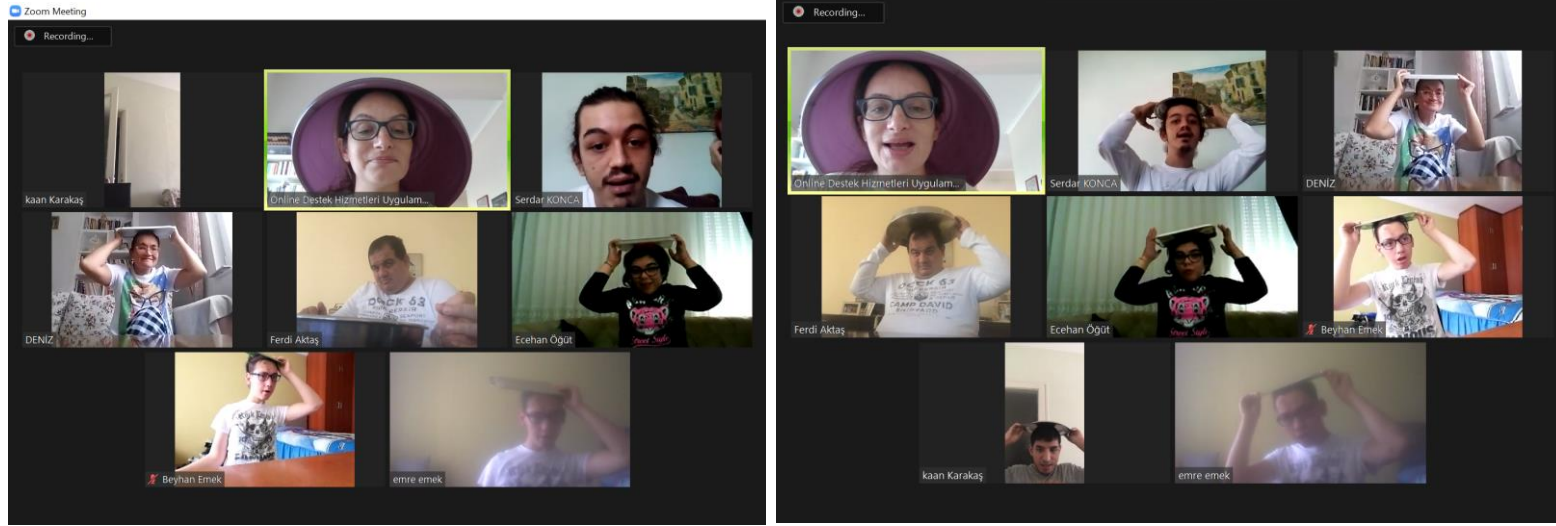 Zoom Meeting
Recording...
kaan Karakaş
Online Destek Hizmetleri Uygulam...
Serdar KONCA
DENİZ
Ferdi Aktaş
Ecehan Öğüt
Beyhan Emek
emre emek
Recording...
Online Destek Hizmetleri Uygulam...
Serdar KONCA
DENİZ
Ferdi Aktaş
CAMP DAVID
Ecehan Öğüt
Beyhan Emek
kaan Karakaş
emre emek